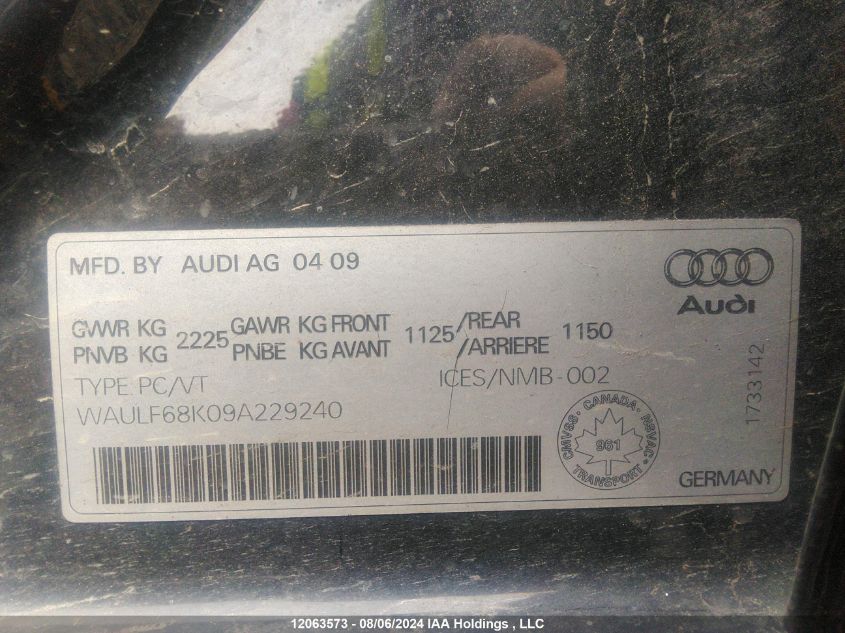 MFD. BY AUDI AG 04 09
Audi
GVWR KG 2225 GAWR KG FRONT 1125 /REAR 1150
PNVB KG PNBE KG AVANT /ARRIERE
TYPE PC/VT ICES/NMB-002
WAULF68K09A229240
CANADA
CMVSS NSVAC
961
TRANSPORT
1733142
GERMANY
12063573 - 08/06/2024 IAA Holdings , LLC